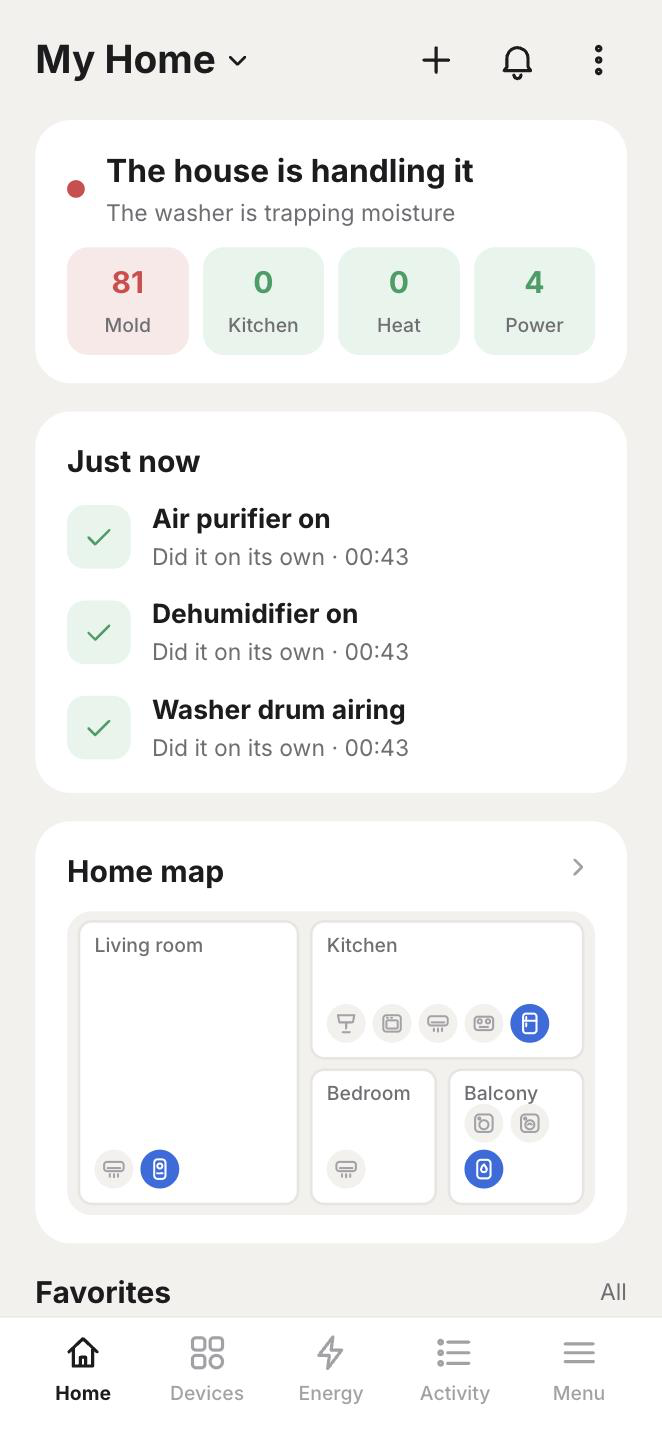 My Home
The house is handling it
The washer is trapping moisture
81 0 0 4
Mold Kitchen Heat Power
Just now
Air purifier on
Did it on its own · 00:43
Dehumidifier on
Did it on its own · 00:43
Washer drum airing
Did it on its own · 00:43
Home map
Living room Kitchen
Bedroom Balcony
Favorites All
Home Devices Energy Activity Menu